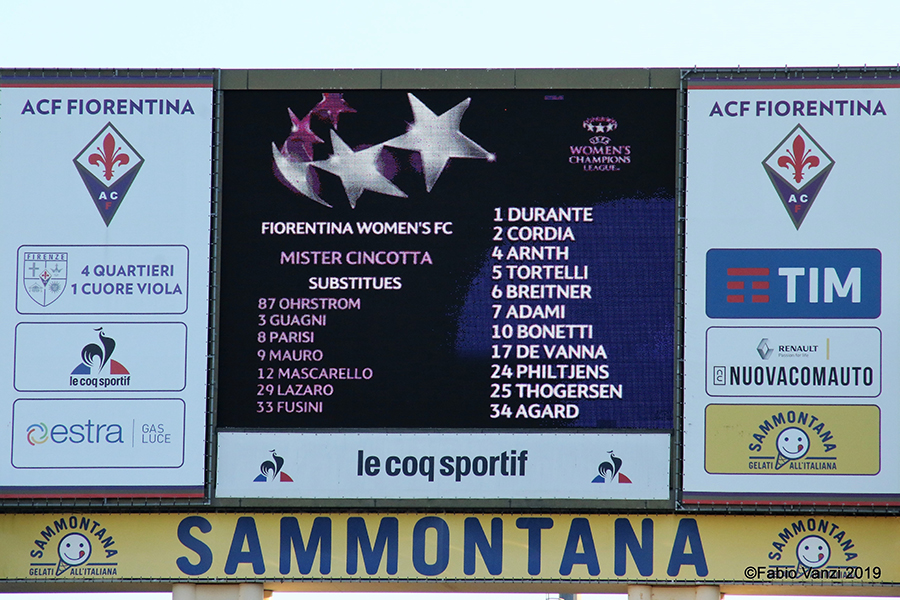 ACF FIORENTINA
AC
F
FIRENZE
4 QUARTIERI
1 CUORE VIOLA
le coq sportif
estra
GAS
LUCE
WOMEN'S
CHAMPIONS
LEAGUE
FIORENTINA WOMEN'S FC
MISTER CINCOTTA
SUBSTITUES
87 OHRSTROM
3 GUAGNI
8 PARISI
9 MAURO
12 MASCARELLO
29 LAZARO
33 FUSINI
1 DURANTE
2 CORDIA
4 ARNTH
5 TORTELLI
6 BREITNER
7 ADAMI
10 BONETTI
17 DE VANNA
24 PHILTJENS
25 THOGERSEN
34 AGARD
le coq sportif
ACF FIORENTINA
AC
F
TIM
RENAULT
Passion for life
NUOVACOMAUTO
SAMMONTANA
GELATI ALL'ITALIANA
SAMMONTANA
GELATI ALL'ITALIANA
SAMMONTANA
SAMMONTANA
GELATI ALL'ITALIANA
©Fabio Vanzi 2019